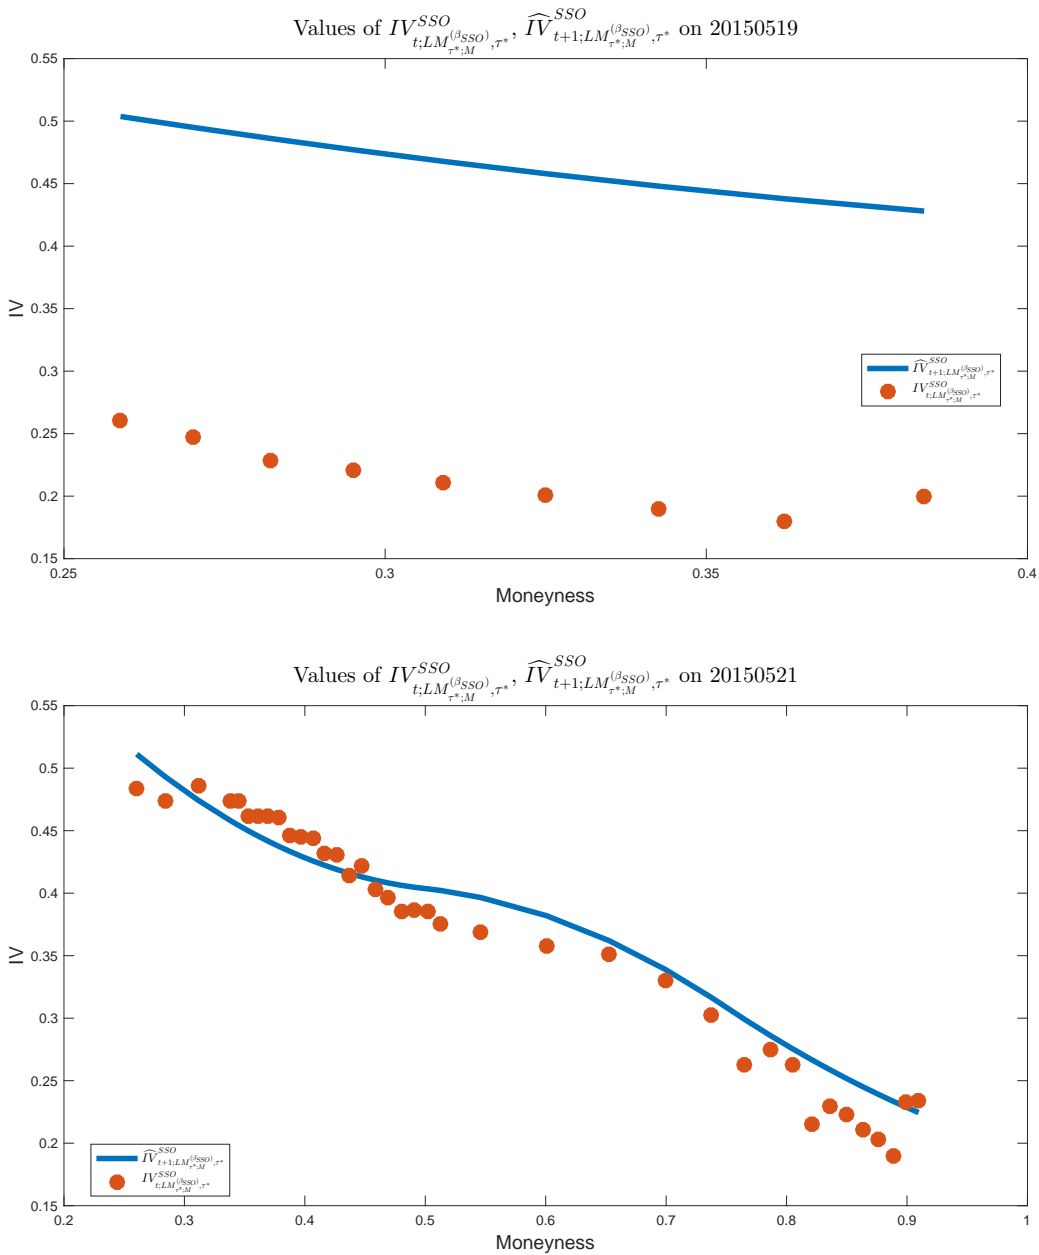 Values of $IV^{SSO}_{t;LM^{(\beta_{SSO})}_{\tau^*;M},\tau^*}$, $\widehat{IV}^{SSO}_{t+1;LM^{(\beta_{SSO})}_{\tau^*;M},\tau^*}$ on 20150519
0.55
0.5
0.45
0.4
0.35
0.3
0.25
0.2
0.15
IV
$\widehat{IV}^{SSO}_{t+1;LM^{(\beta_{SSO})}_{\tau^*;M},\tau^*}$
$IV^{SSO}_{t;LM^{(\beta_{SSO})}_{\tau^*;M},\tau^*}$
0.25 0.3 0.35 0.4
Moneyness
Values of $IV^{SSO}_{t;LM^{(\beta_{SSO})}_{\tau^*;M},\tau^*}$, $\widehat{IV}^{SSO}_{t+1;LM^{(\beta_{SSO})}_{\tau^*;M},\tau^*}$ on 20150521
0.55
0.5
0.45
0.4
0.35
0.3
0.25
0.2
0.15
IV
$\widehat{IV}^{SSO}_{t+1;LM^{(\beta_{SSO})}_{\tau^*;M},\tau^*}$
$IV^{SSO}_{t;LM^{(\beta_{SSO})}_{\tau^*;M},\tau^*}$
0.2 0.3 0.4 0.5 0.6 0.7 0.8 0.9 1
Moneyness